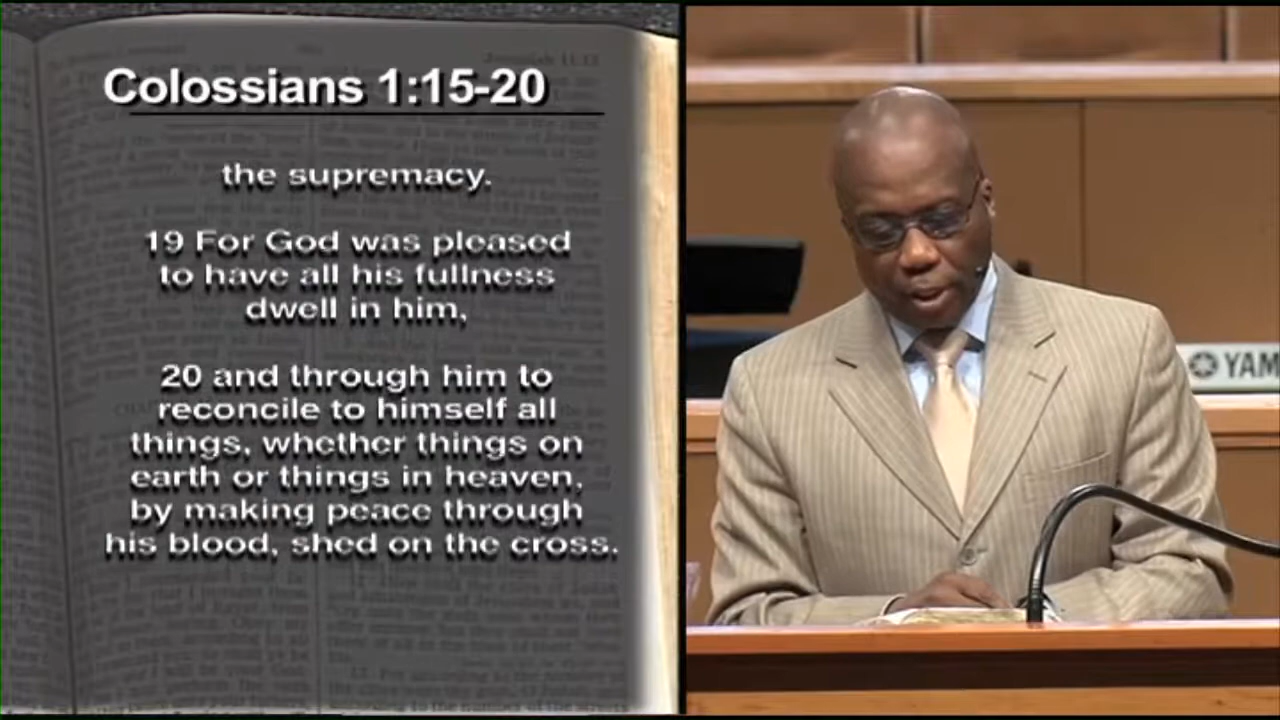 Colossians 1:15-20
the supremacy.
19 For God was pleased
to have all his fullness
dwell in him,
20 and through him to
reconcile to himself all
things, whether things on
earth or things in heaven,
by making peace through
his blood, shed on the cross.
YAM